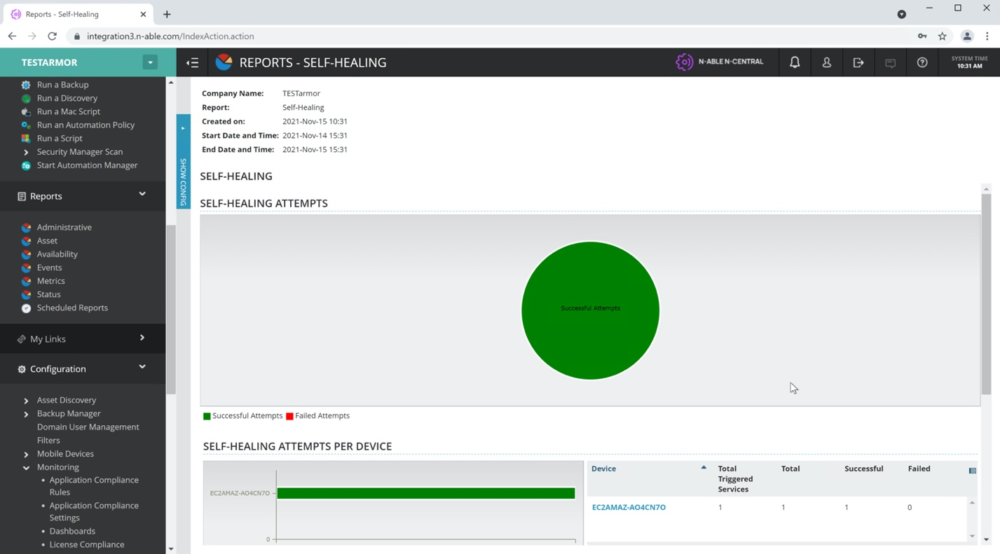 Reports - Self-Healing
integration3.n-able.com/IndexAction.action
TESTARMOR
REPORTS - SELF-HEALING
N-ABLE N-CENTRAL
SYSTEM TIME
10:31 AM
Run a Backup
Run a Discovery
Run a Mac Script
Run an Automation Policy
Run a Script
Security Manager Scan
Start Automation Manager
Reports
Administrative
Asset
Availability
Events
Metrics
Status
Scheduled Reports
My Links
Configuration
Asset Discovery
Backup Manager
Domain User Management
Filters
Mobile Devices
Monitoring
Application Compliance
Rules
Application Compliance
Settings
Dashboards
License Compliance
SHOW CONFIG
Company Name: TESTarmor
Report: Self-Healing
Created on: 2021-Nov-15 10:31
Start Date and Time: 2021-Nov-14 15:31
End Date and Time: 2021-Nov-15 15:31
SELF-HEALING
SELF-HEALING ATTEMPTS
Successful Attempts
Successful Attempts Failed Attempts
SELF-HEALING ATTEMPTS PER DEVICE
EC2AMAZ-AO4CN7O
0
Device Total Triggered Services Total Successful Failed
EC2AMAZ-AO4CN7O 1 1 1 0